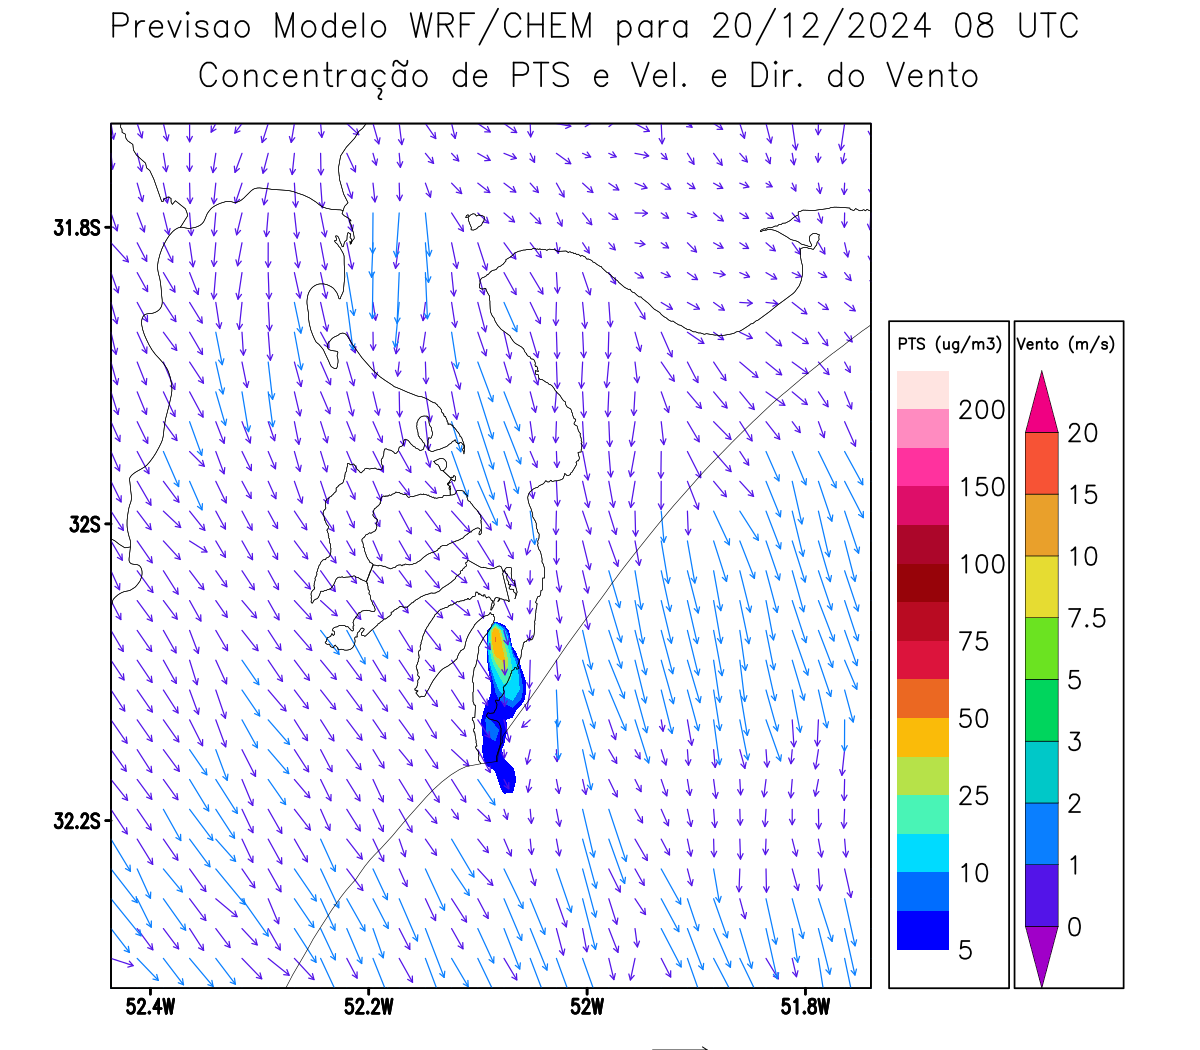 Previsao Modelo WRF/CHEM para 20/12/2024 08 UTC
Concentração de PTS e Vel. e Dir. do Vento
31.8S
32S
32.2S
52.4W
52.2W
52W
51.8W
PTS (ug/m3)
200
150
100
75
50
25
10
5
Vento (m/s)
20
15
10
7.5
5
3
2
1
0